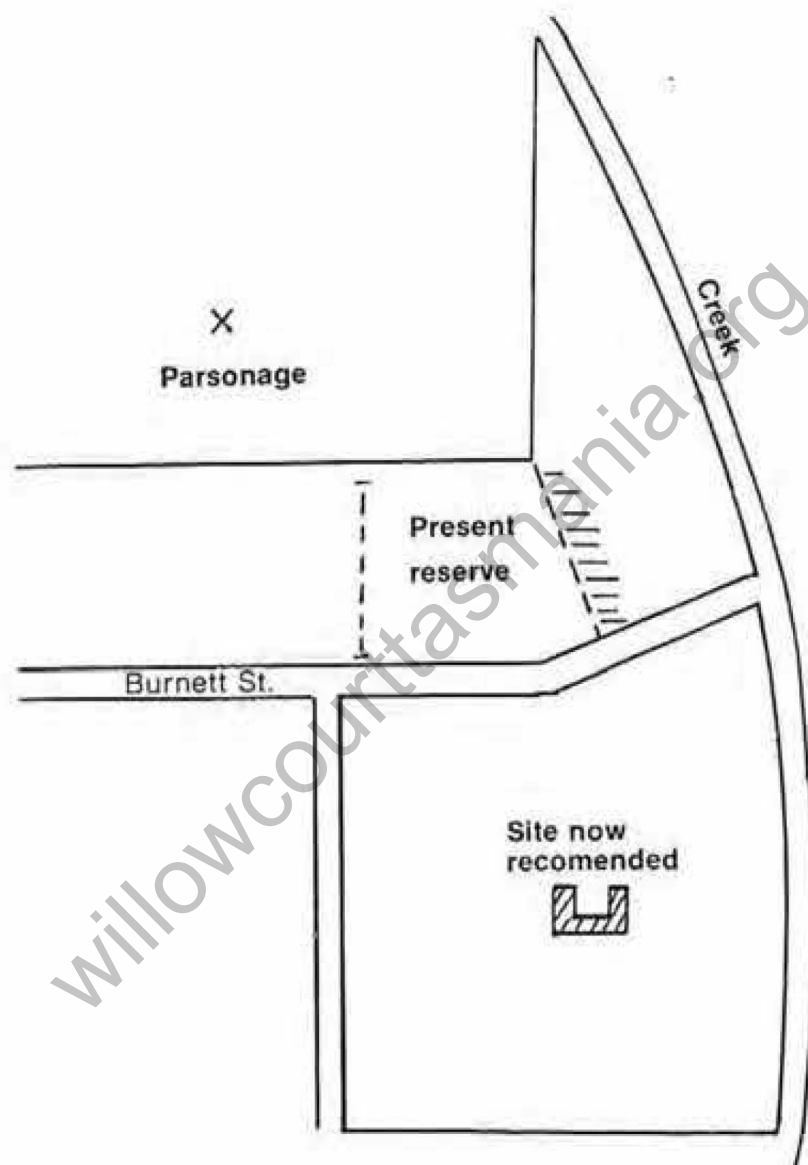 Creek
X
Parsonage
Present
reserve
Burnett St.
Site now
recomended
willowcourttasmania.org